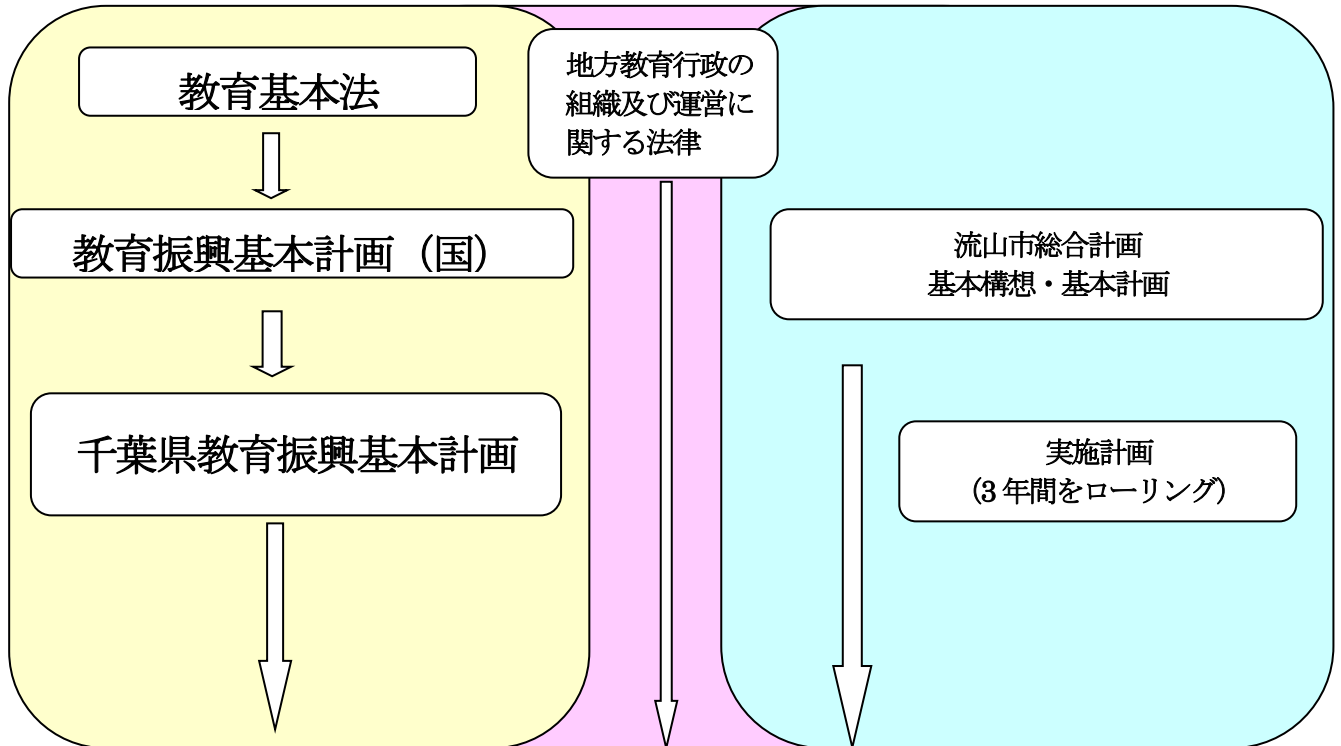 教育基本法
教育振興基本計画（国）
千葉県教育振興基本計画
地方教育行政の
組織及び運営に
関する法律
流山市総合計画
基本構想・基本計画
実施計画
（3 年間をローリング）